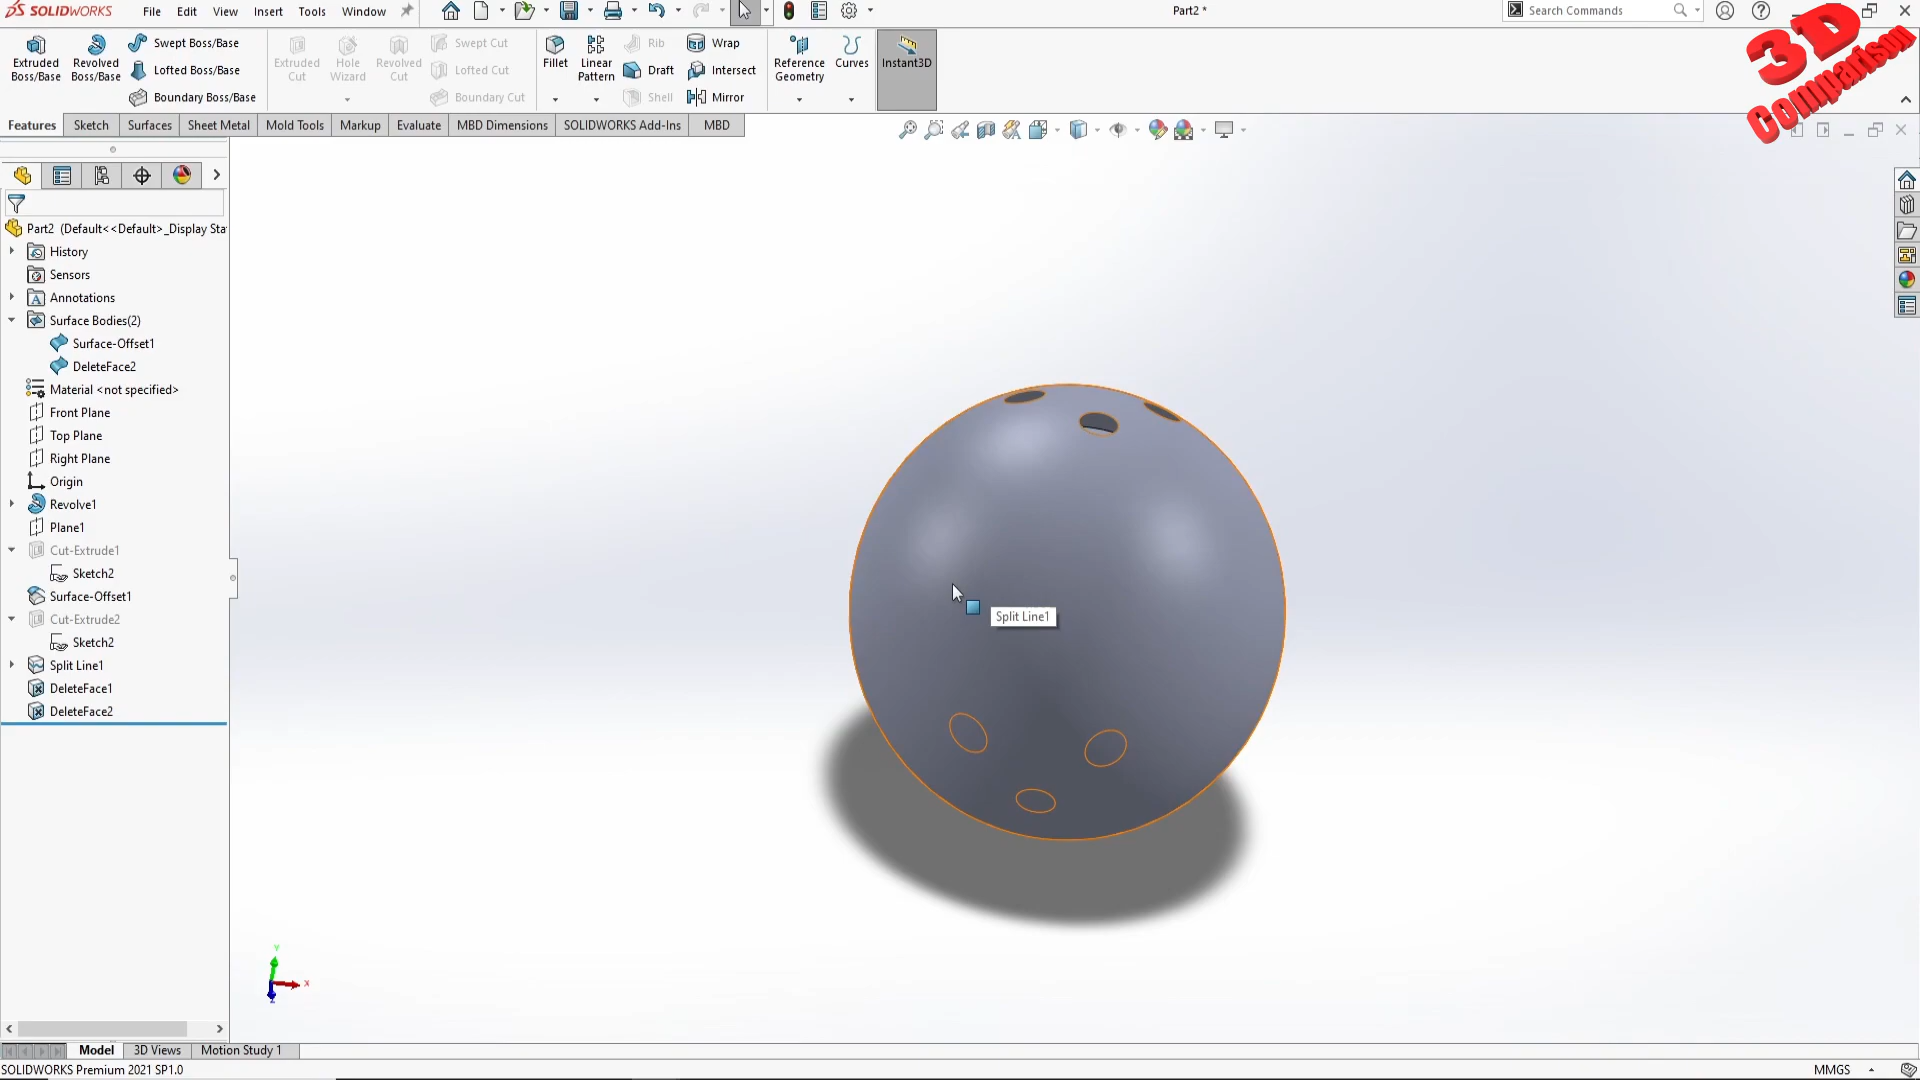 SOLIDWORKS
File Edit View Insert Tools Window
Part2 *
Search Commands
3D
Comparison
Extruded Boss/Base
Revolved Boss/Base
Swept Boss/Base
Lofted Boss/Base
Boundary Boss/Base
Extruded Cut
Hole Wizard
Revolved Cut
Swept Cut
Lofted Cut
Boundary Cut
Fillet
Linear Pattern
Rib
Draft
Shell
Wrap
Intersect
Mirror
Reference Geometry
Curves
Instant3D
Features Sketch Surfaces Sheet Metal Mold Tools Markup Evaluate MBD Dimensions SOLIDWORKS Add-Ins MBD
Part2 (Default<<Default>_Display Sta
History
Sensors
Annotations
Surface Bodies(2)
Surface-Offset1
DeleteFace2
Material <not specified>
Front Plane
Top Plane
Right Plane
Origin
Revolve1
Plane1
Cut-Extrude1
Sketch2
Surface-Offset1
Cut-Extrude2
Sketch2
Split Line1
DeleteFace1
DeleteFace2
Split Line1
Y
X
Z
Model 3D Views Motion Study 1
SOLIDWORKS Premium 2021 SP1.0
MMGS